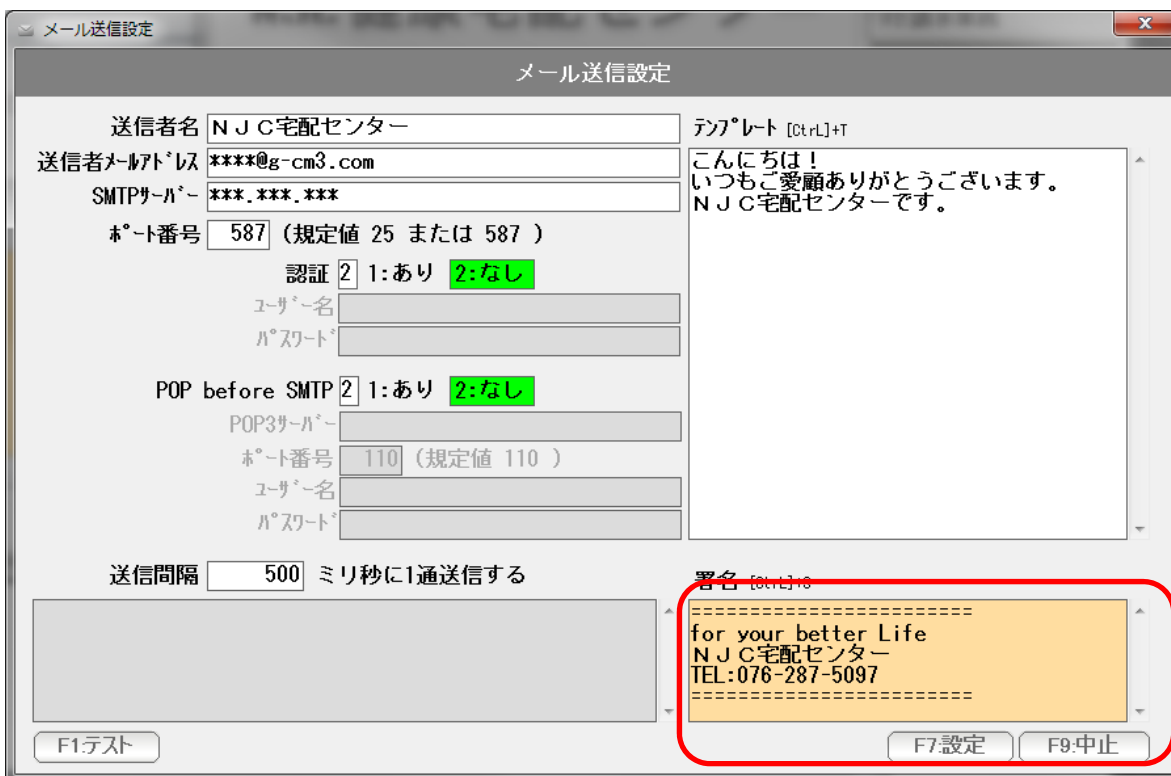 メール送信設定
メール送信設定
送信者名 ＮＪＣ宅配センター
送信者ﾒｰﾙｱﾄﾞﾚｽ ****@g-cm3.com
SMTPｻｰﾊﾞｰ ***.***.***
ﾎﾟｰﾄ番号 587 (規定値 25 または 587 )
認証 2 1:あり 2:なし
ﾕｰｻﾞｰ名
ﾊﾟｽﾜｰﾄﾞ
POP before SMTP 2 1:あり 2:なし
POP3ｻｰﾊﾞｰ
ﾎﾟｰﾄ番号 110 (規定値 110 )
ﾕｰｻﾞｰ名
ﾊﾟｽﾜｰﾄﾞ
送信間隔 500 ミリ秒に1通送信する
ﾃﾝﾌﾟﾚｰﾄ [CtrL]+T
こんにちは！
いつもご愛顧ありがとうございます。
ＮＪＣ宅配センターです。
署名 [CtrL]+S
========================
for your better Life
ＮＪＣ宅配センター
TEL:076-287-5097
========================
F1:テスト
F7:設定
F9:中止